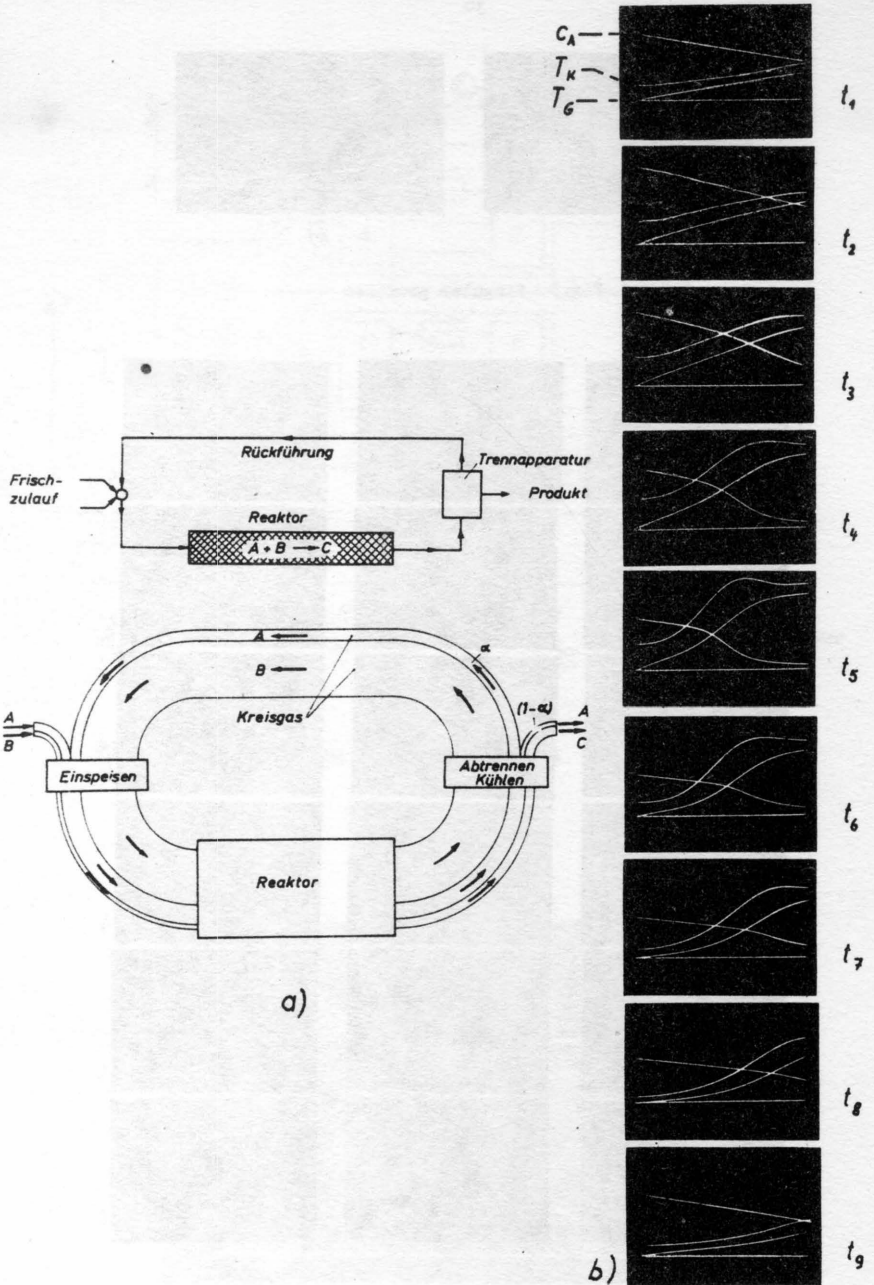 C_A
T_K
T_G
t_1
t_2
t_3
t_4
t_5
t_6
t_7
t_8
t_9
Rückführung
Trennapparatur
Frisch-
zulauf
Produkt
Reaktor
A + B → C
A
B
α
Kreisgas
(1-α)
A
C
A
B
Einspeisen
Abtrennen
Kühlen
Reaktor
a)
b)